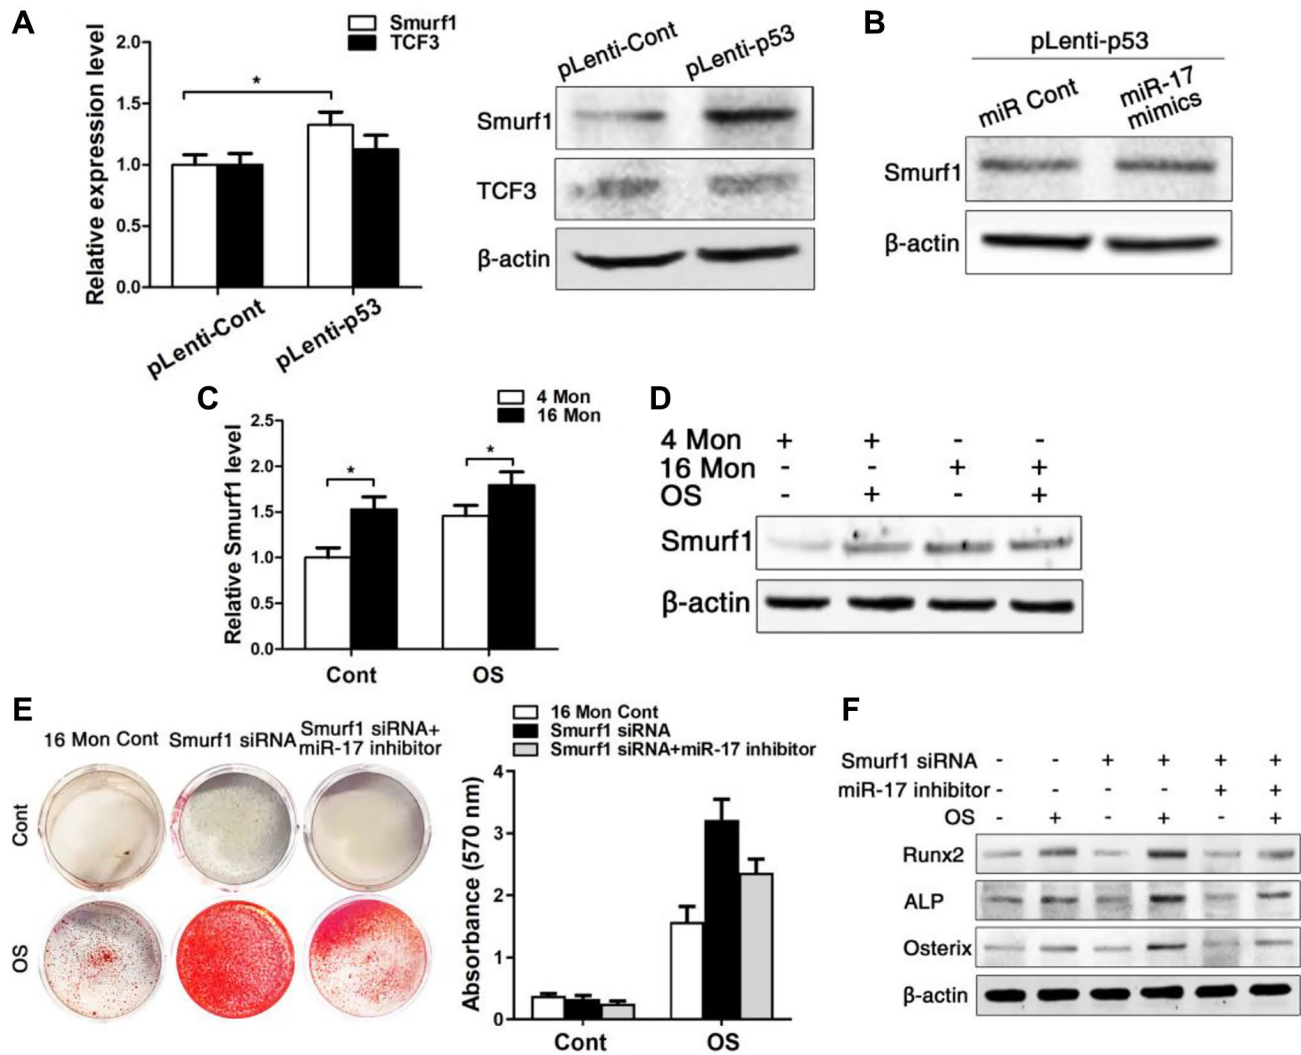 A
Smurf1
TCF3
Relative expression level
2.0
1.5
1.0
0.5
0.0
*
pLenti-Cont
pLenti-p53
pLenti-Cont
pLenti-p53
Smurf1
TCF3
β-actin
B
pLenti-p53
miR Cont
miR-17
mimics
Smurf1
β-actin
C
4 Mon
16 Mon
Relative Smurf1 level
2.5
2.0
1.5
1.0
0.5
0.0
*
*
Cont
OS
D
4 Mon + + - -
16 Mon - - + +
OS - + - +
Smurf1
β-actin
E
16 Mon Cont
Smurf1 siRNA
Smurf1 siRNA+
miR-17 inhibitor
Cont
OS
16 Mon Cont
Smurf1 siRNA
Smurf1 siRNA+miR-17 inhibitor
Absorbance (570 nm)
4
3
2
1
0
Cont
OS
F
Smurf1 siRNA - - + + + +
miR-17 inhibitor - - - - + +
OS - + - + - +
Runx2
ALP
Osterix
β-actin